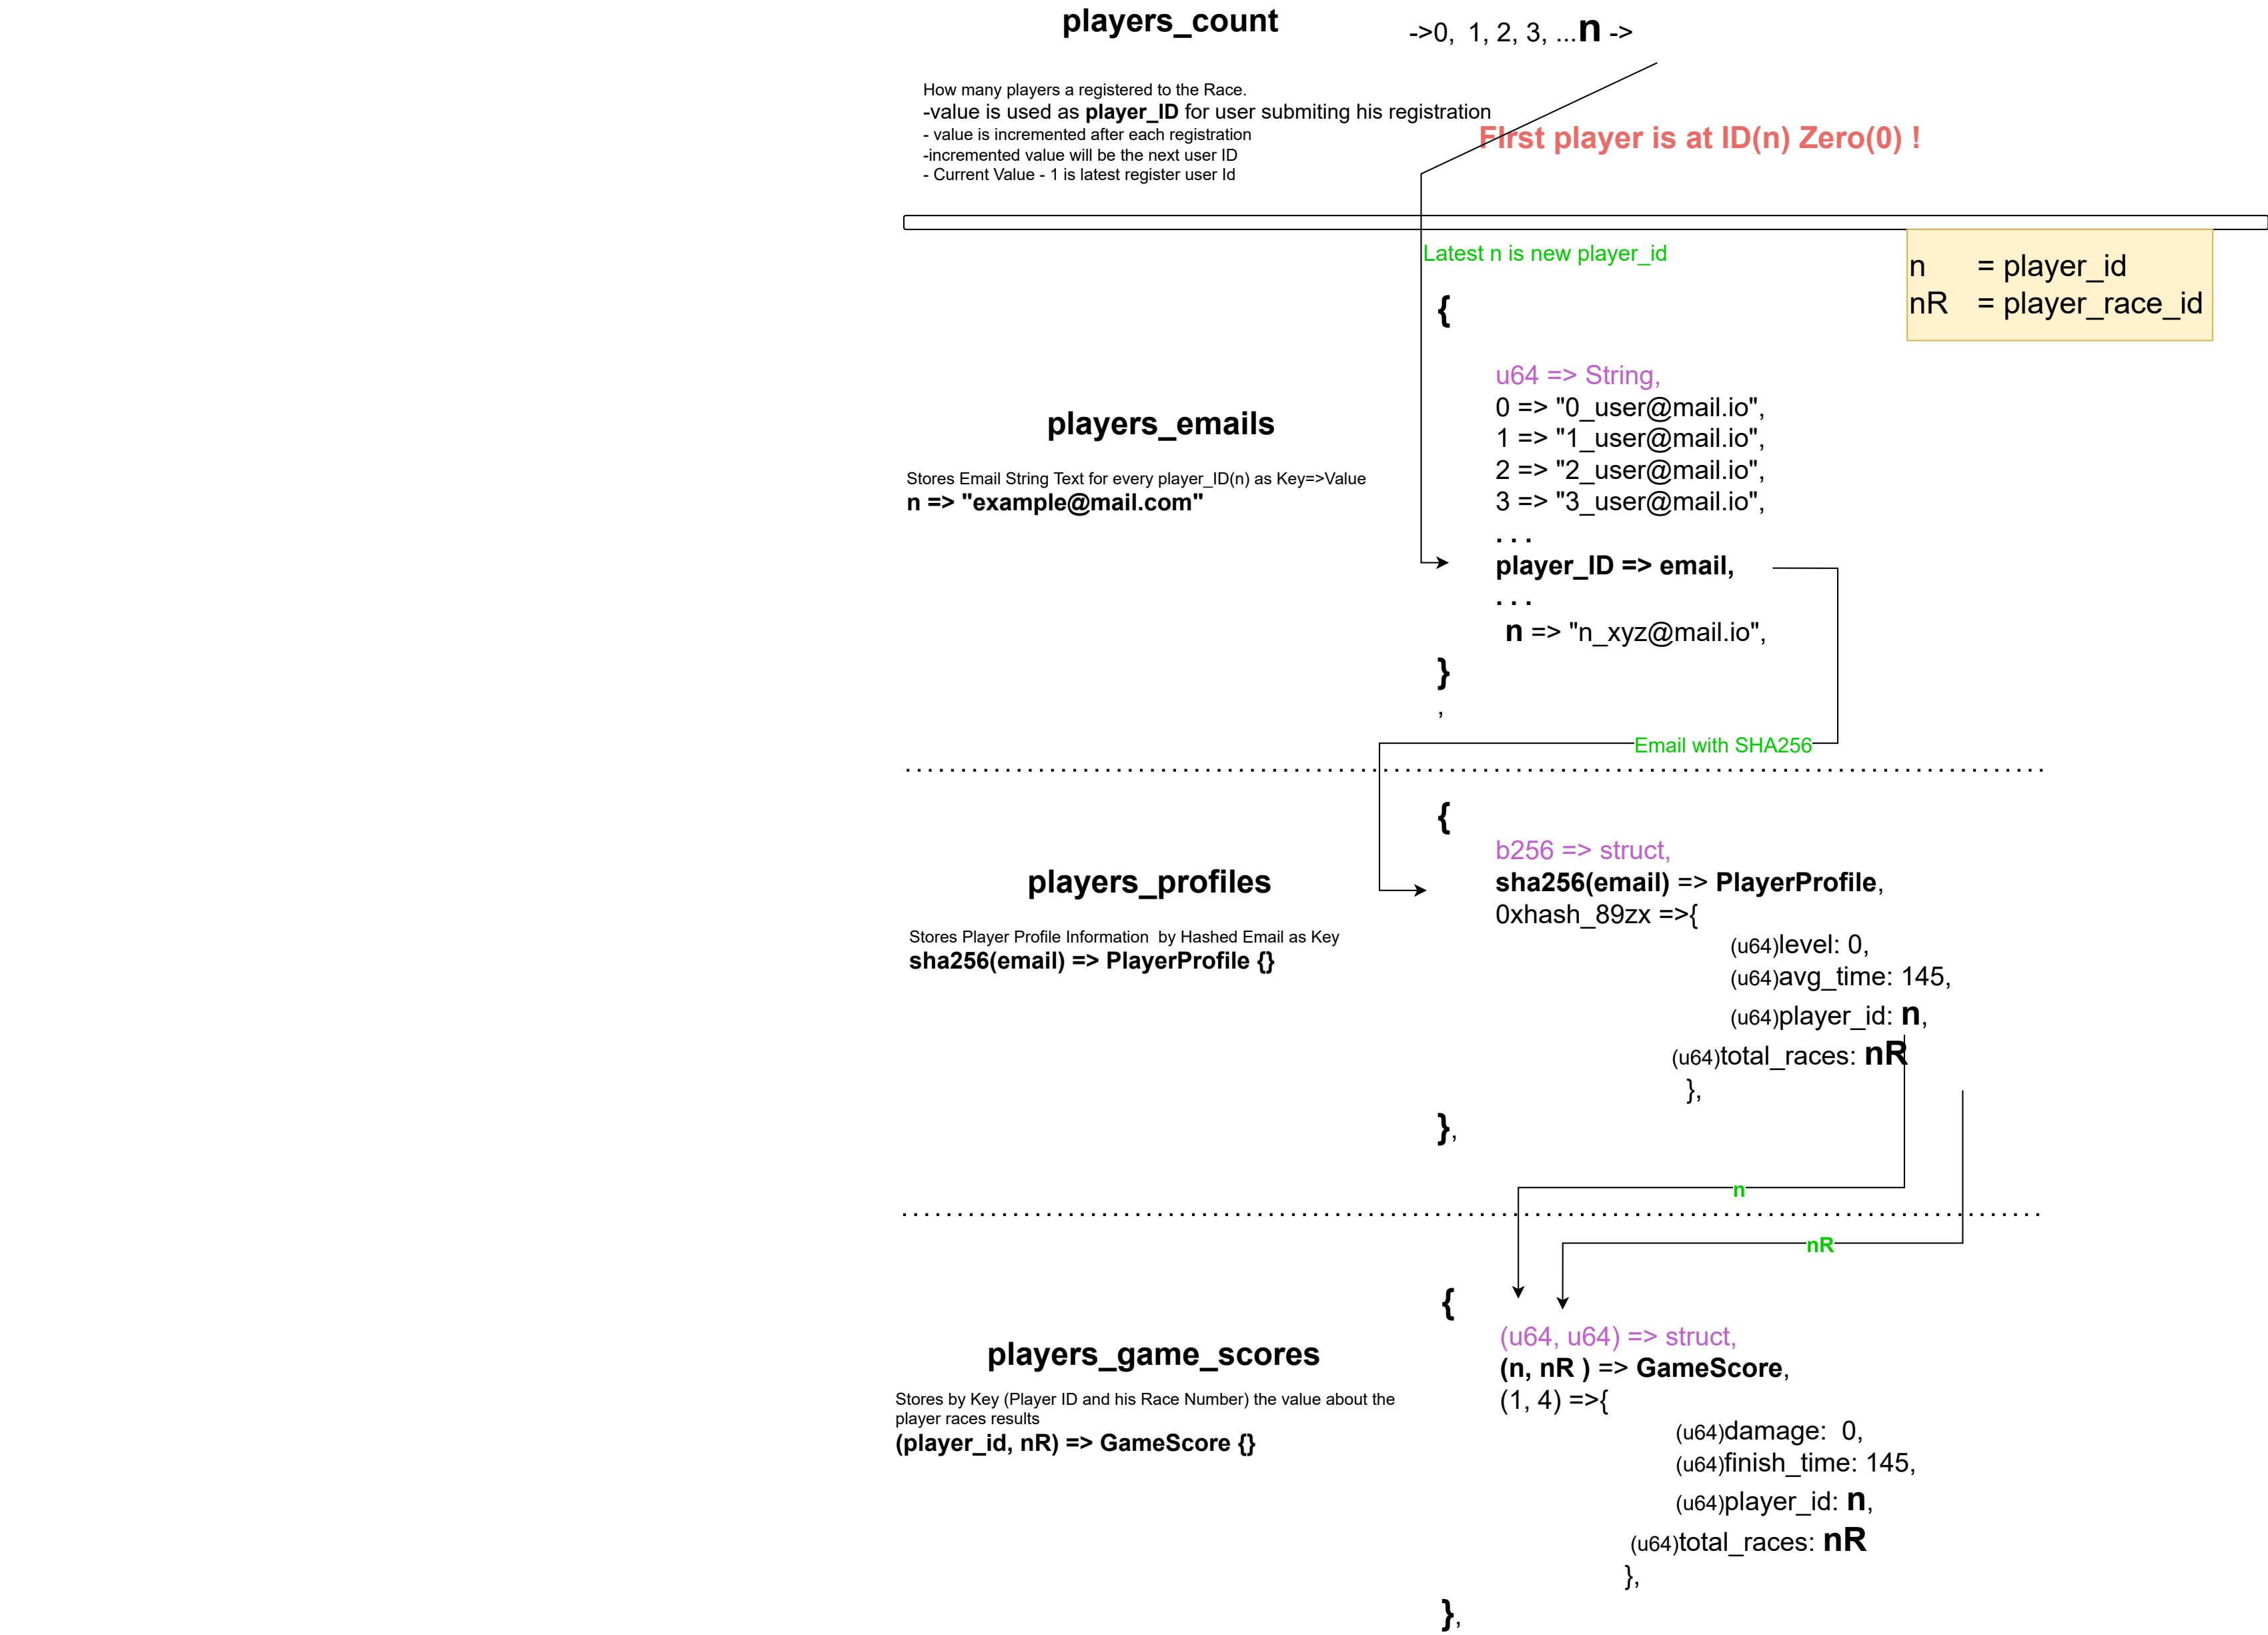 players_count
->0,  1, 2, 3, ...n ->
How many players a registered to the Race.
-value is used as player_ID for user submiting his registration
- value is incremented after each registration
-incremented value will be the next user ID
- Current Value - 1 is latest register user Id
FIrst player is at ID(n) Zero(0) !
Latest n is new player_id
n = player_id
nR = player_race_id
{
u64 => String,
0 => "0_user@mail.io",
1 => "1_user@mail.io",
2 => "2_user@mail.io",
3 => "3_user@mail.io",
. . .
player_ID => email,
. . .
n => "n_xyz@mail.io",
}
,
players_emails
Stores Email String Text for every player_ID(n) as Key=>Value
n => "example@mail.com"
Email with SHA256
{
b256 => struct,
sha256(email) => PlayerProfile,
0xhash_89zx =>{
(u64)level: 0,
(u64)avg_time: 145,
(u64)player_id: n,
(u64)total_races: nR
},
},
players_profiles
Stores Player Profile Information  by Hashed Email as Key
sha256(email) => PlayerProfile {}
n
nR
{
(u64, u64) => struct,
(n, nR ) => GameScore,
(1, 4) =>{
(u64)damage:  0,
(u64)finish_time: 145,
(u64)player_id: n,
(u64)total_races: nR
},
},
players_game_scores
Stores by Key (Player ID and his Race Number) the value about the
player races results
(player_id, nR) => GameScore {}